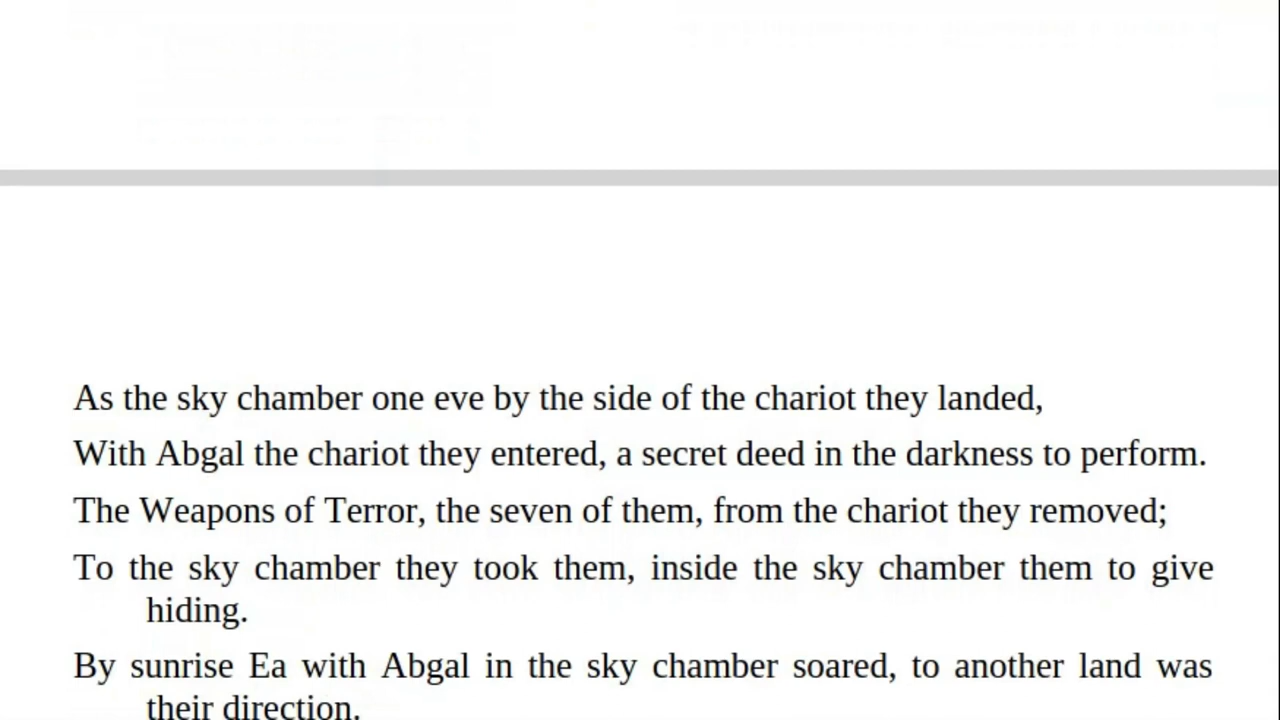 As the sky chamber one eve by the side of the chariot they landed,
With Abgal the chariot they entered, a secret deed in the darkness to perform.
The Weapons of Terror, the seven of them, from the chariot they removed;
To the sky chamber they took them, inside the sky chamber them to give
hiding.
By sunrise Ea with Abgal in the sky chamber soared, to another land was
their direction.